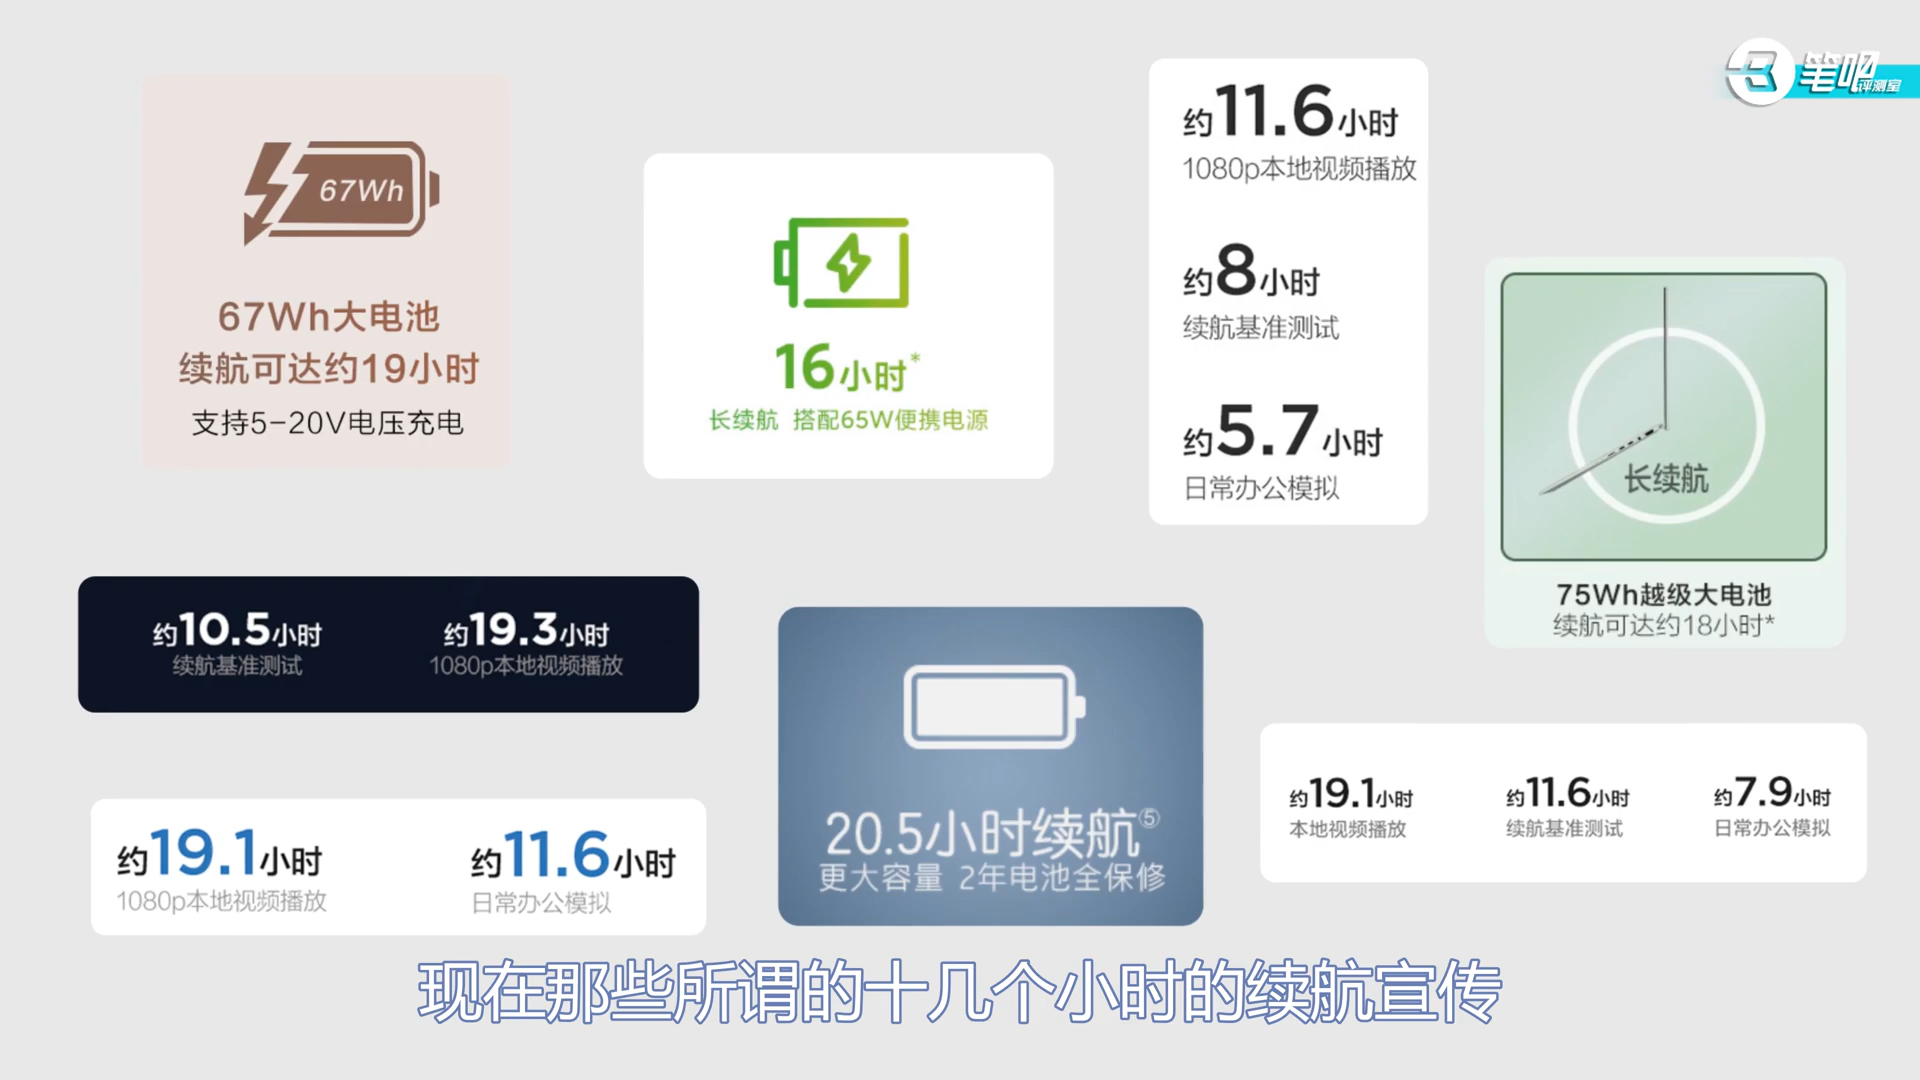 笔吧
评测室
67Wh
67Wh大电池
续航可达约19小时
支持5-20V电压充电
16小时*
长续航 搭配65W便携电源
约11.6小时
1080p本地视频播放
约8小时
续航基准测试
约5.7小时
日常办公模拟
长续航
75Wh越级大电池
续航可达约18小时*
约10.5小时
续航基准测试
约19.3小时
1080p本地视频播放
20.5小时续航⑤
更大容量 2年电池全保修
约19.1小时
本地视频播放
约11.6小时
续航基准测试
约7.9小时
日常办公模拟
约19.1小时
1080p本地视频播放
约11.6小时
日常办公模拟
现在那些所谓的十几个小时的续航宣传